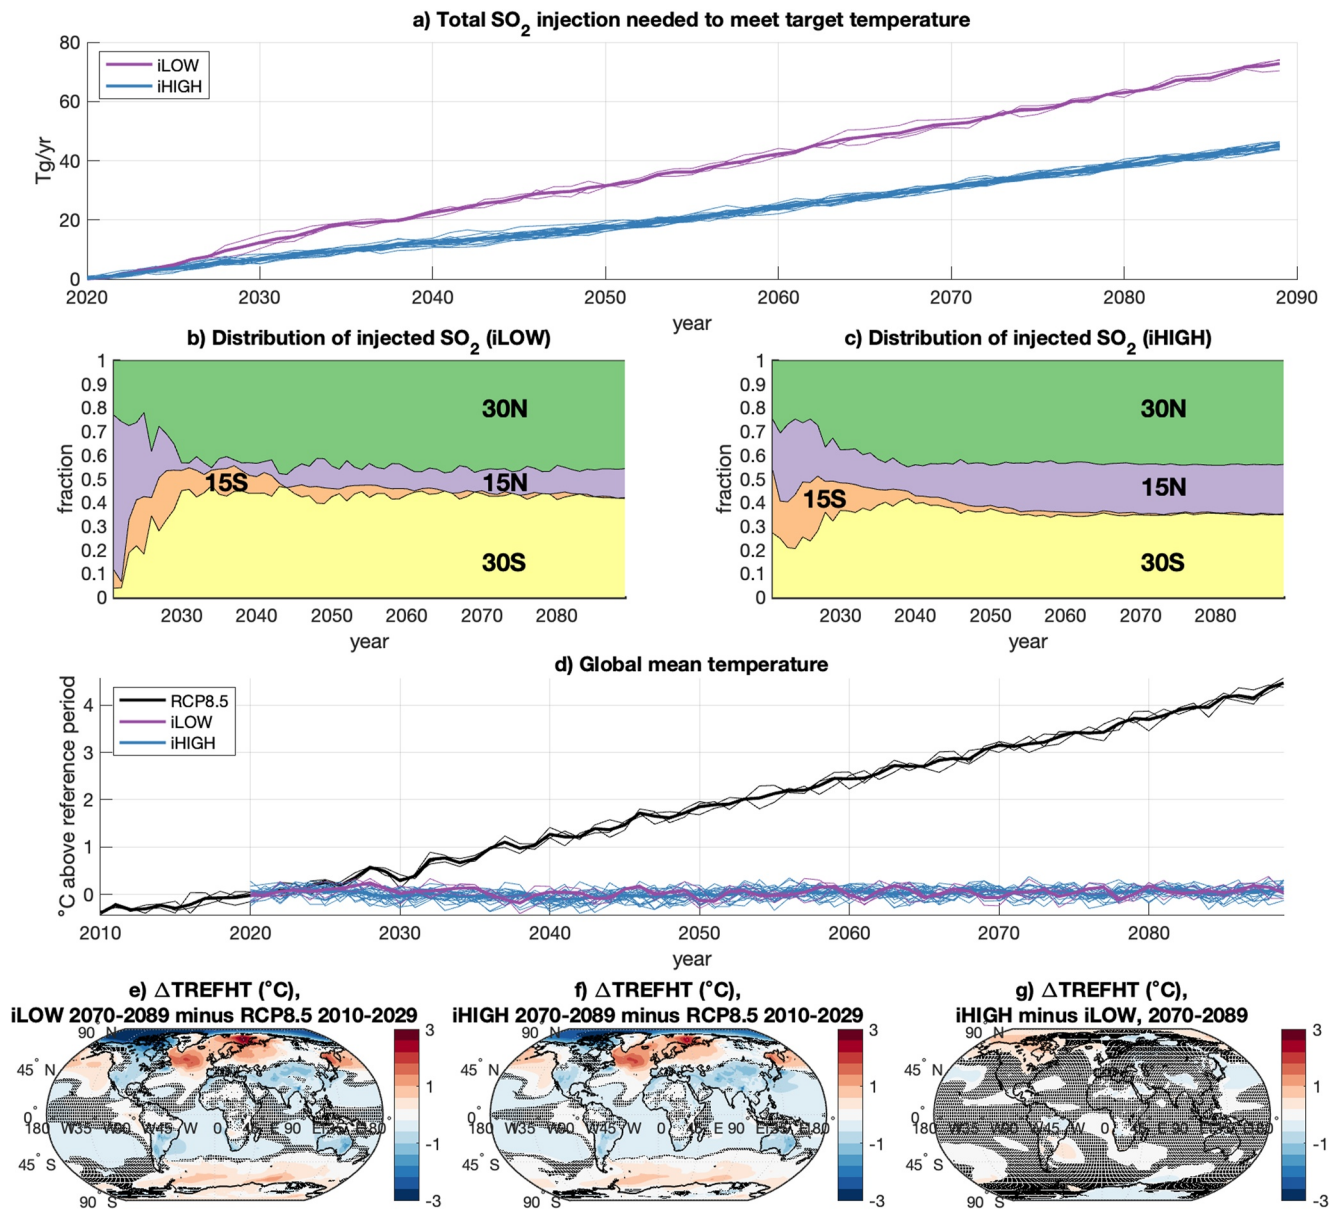 a) Total SO2 injection needed to meet target temperature
80
60
40
20
0
Tg/yr
iLOW
iHIGH
2020 2030 2040 2050 2060 2070 2080 2090
year
b) Distribution of injected SO2 (iLOW)
1
0.9
0.8
0.7
0.6
0.5
0.4
0.3
0.2
0.1
0
fraction
30N
15S
15N
30S
2030 2040 2050 2060 2070 2080
year
c) Distribution of injected SO2 (iHIGH)
1
0.9
0.8
0.7
0.6
0.5
0.4
0.3
0.2
0.1
0
fraction
30N
15N
15S
30S
2030 2040 2050 2060 2070 2080
year
d) Global mean temperature
4
3
2
1
0
°C above reference period
RCP8.5
iLOW
iHIGH
2010 2020 2030 2040 2050 2060 2070 2080
year
e) ΔTREFHT (°C),
iLOW 2070-2089 minus RCP8.5 2010-2029
90° N
45° N
0°
45° S
90° S
3
1
-1
-3
f) ΔTREFHT (°C),
iHIGH 2070-2089 minus RCP8.5 2010-2029
90° N
45° N
0°
45° S
90° S
3
1
-1
-3
g) ΔTREFHT (°C),
iHIGH minus iLOW, 2070-2089
90° N
45° N
0°
45° S
90° S
3
1
-1
-3